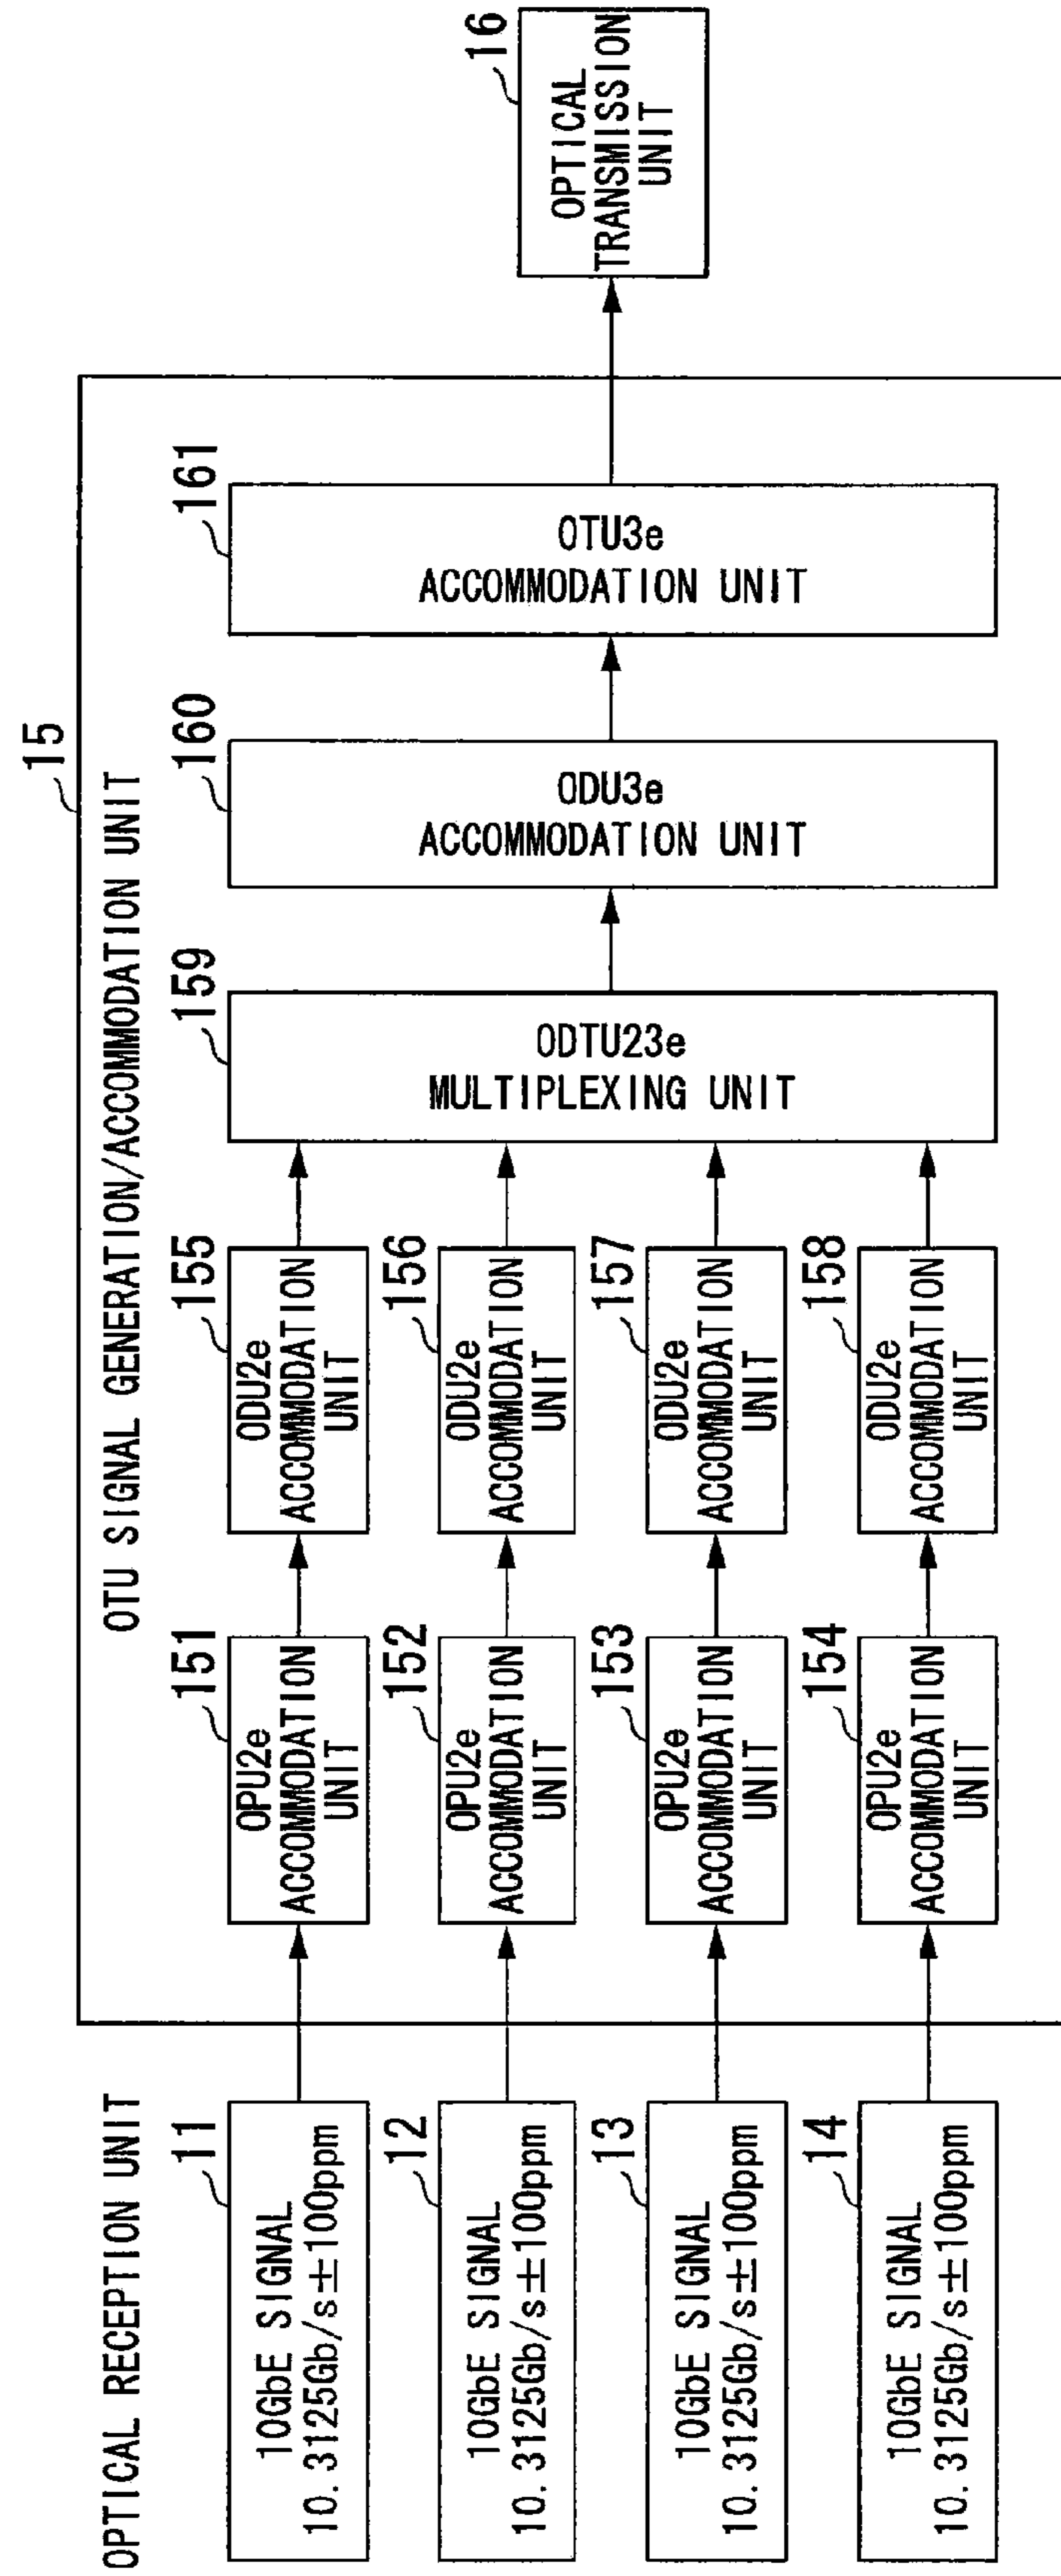 OPTICAL RECEPTION UNIT
11
10GbE SIGNAL
10. 3125Gb/s±100ppm
12
10GbE SIGNAL
10. 3125Gb/s±100ppm
13
10GbE SIGNAL
10. 3125Gb/s±100ppm
14
10GbE SIGNAL
10. 3125Gb/s±100ppm
15
OTU SIGNAL GENERATION/ACCOMMODATION UNIT
151
OPU2e
ACCOMMODATION
UNIT
152
OPU2e
ACCOMMODATION
UNIT
153
OPU2e
ACCOMMODATION
UNIT
154
OPU2e
ACCOMMODATION
UNIT
155
ODU2e
ACCOMMODATION
UNIT
156
ODU2e
ACCOMMODATION
UNIT
157
ODU2e
ACCOMMODATION
UNIT
158
ODU2e
ACCOMMODATION
UNIT
159
ODTU23e
MULTIPLEXING UNIT
160
ODU3e
ACCOMMODATION UNIT
161
OTU3e
ACCOMMODATION UNIT
16
OPTICAL
TRANSMISSION
UNIT